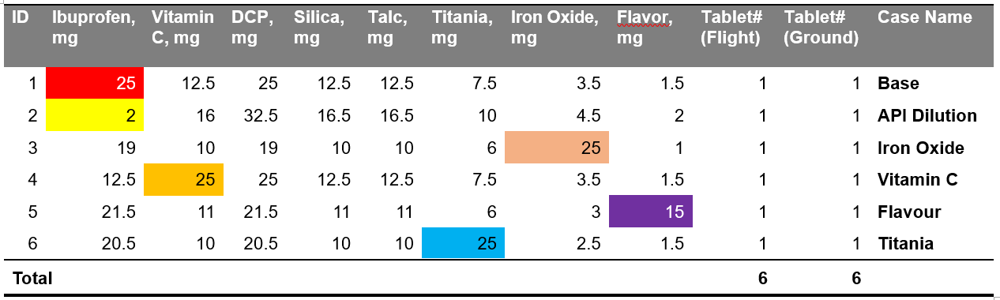 ID Ibuprofen, mg Vitamin C, mg DCP, mg Silica, mg Talc, mg Titania, mg Iron Oxide, mg Flavor, mg Tablet# (Flight) Tablet# (Ground) Case Name
1 25 12.5 25 12.5 12.5 7.5 3.5 1.5 1 1 Base
2 2 16 32.5 16.5 16.5 10 4.5 2 1 1 API Dilution
3 19 10 19 10 10 6 25 1 1 1 Iron Oxide
4 12.5 25 25 12.5 12.5 7.5 3.5 1.5 1 1 Vitamin C
5 21.5 11 21.5 11 11 6 3 15 1 1 Flavour
6 20.5 10 20.5 10 10 25 2.5 1.5 1 1 Titania
Total 6 6